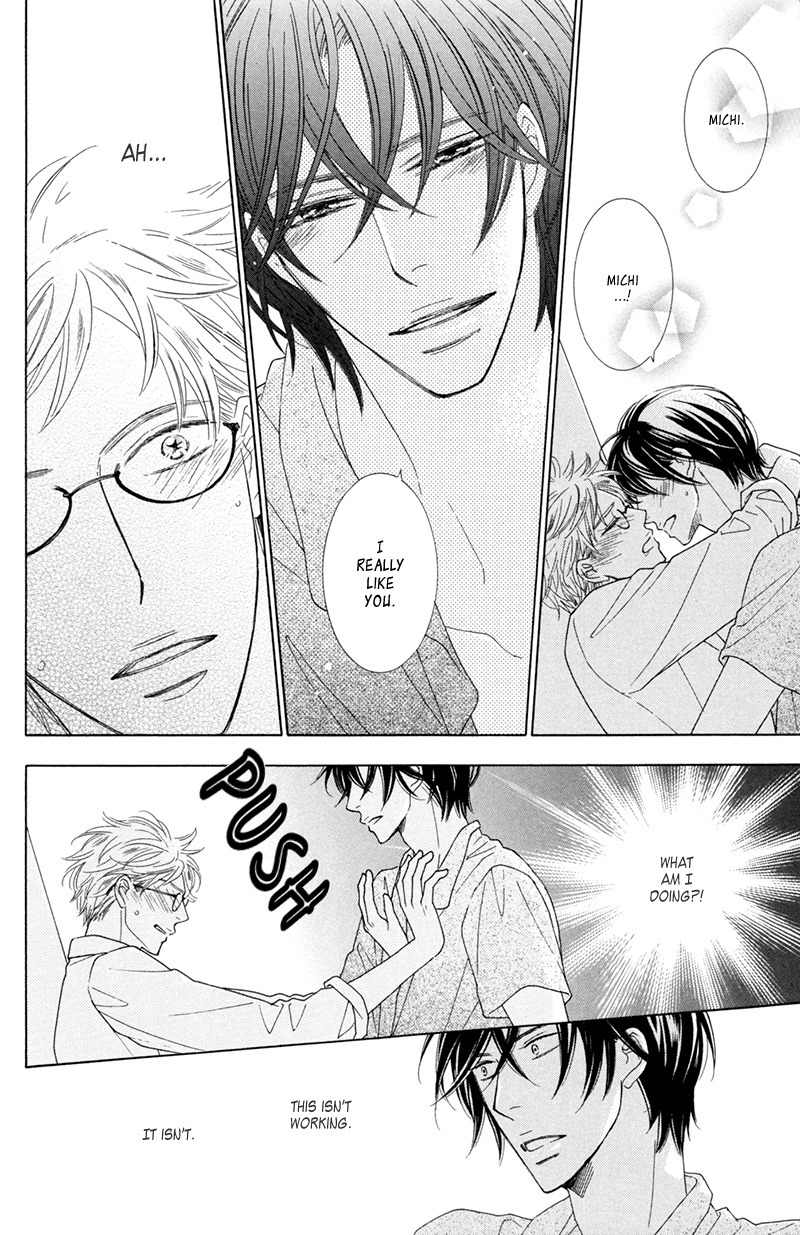 MICHI.
MICHI
...!
I
REALLY
LIKE
YOU.
AH...
WHAT
AM I
DOING?!
PUSH
THIS ISN'T
WORKING.
IT ISN'T.